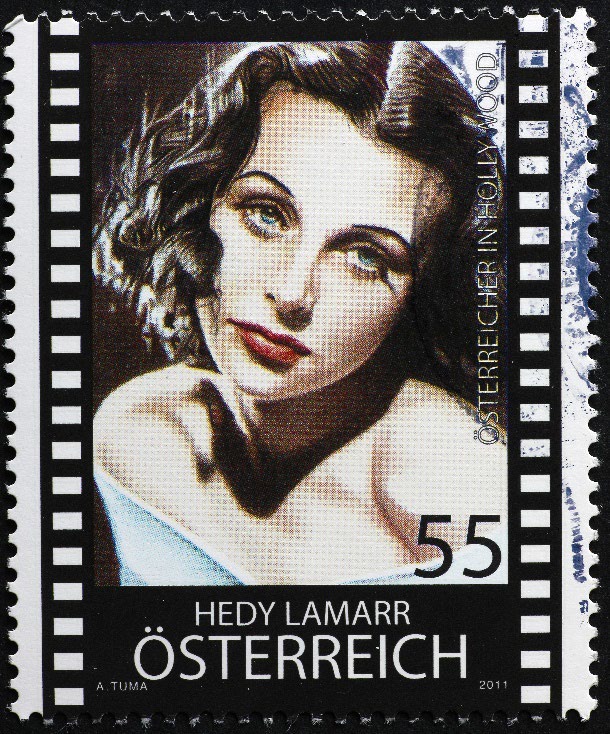 ÖSTERREICHER IN HOLLYWOOD
55
HEDY LAMARR
ÖSTERREICH
A. TUMA
2011